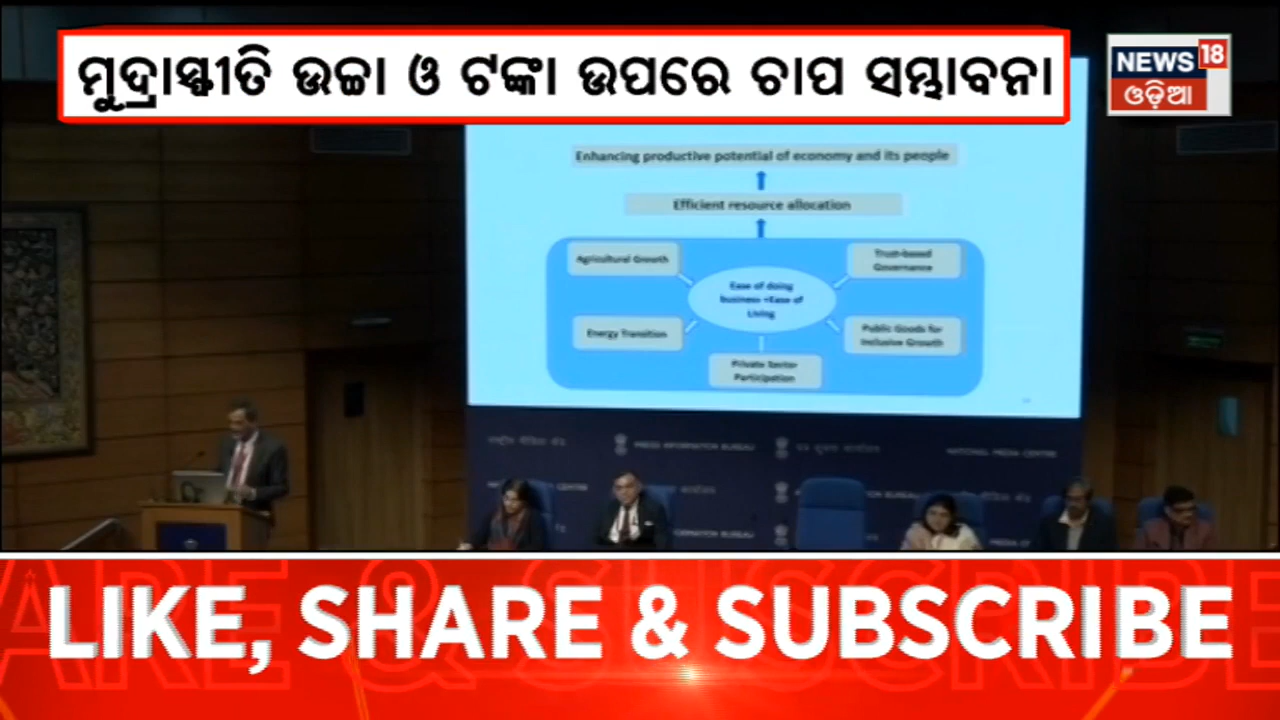 ମୁଦ୍ରାସ୍ଫୀତି ଉଚ୍ଚା ଓ ଟଙ୍କା ଉପରେ ଚାପ ସମ୍ଭାବନା
NEWS 18
ଓଡ଼ିଆ
Enhancing productive potential of economy and its people
Efficient resource allocation
Agricultural Growth
Trust-based
Governance
Ease of doing
business +Ease of
Living
Energy Transition
Public Goods for
Inclusive Growth
Private Sector
Participation
PRESS INFORMATION BUREAU
NATIONAL MEDIA CENTRE
LIKE, SHARE & SUBSCRIBE